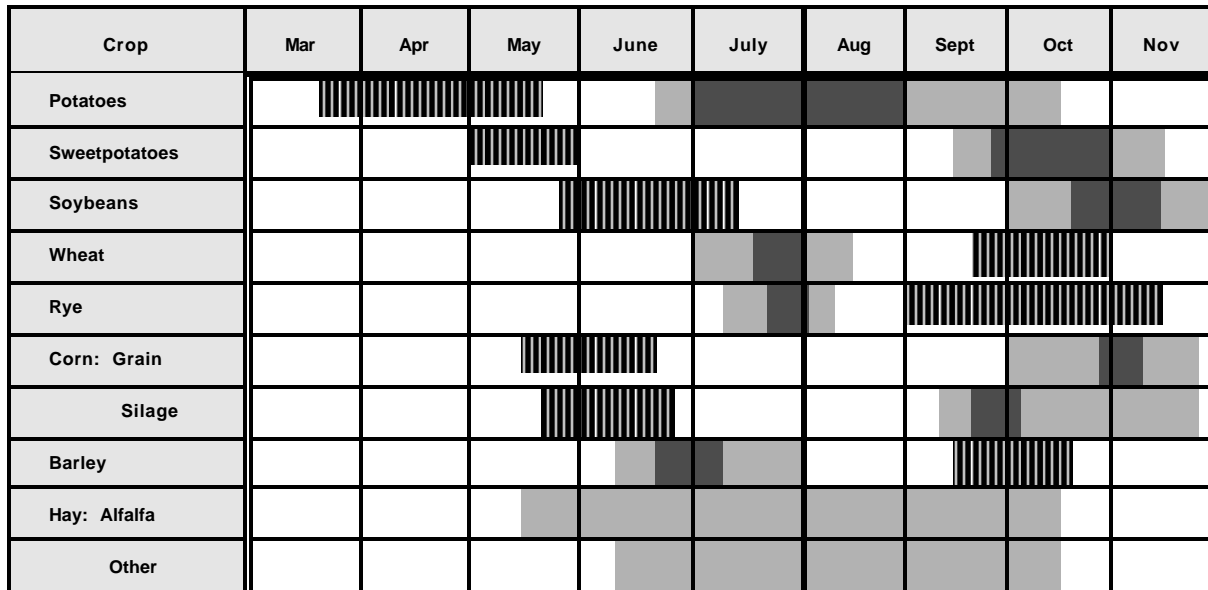 Crop Mar Apr May June July Aug Sept Oct Nov
Potatoes
Sweetpotatoes
Soybeans
Wheat
Rye
Corn: Grain
Silage
Barley
Hay: Alfalfa
Other